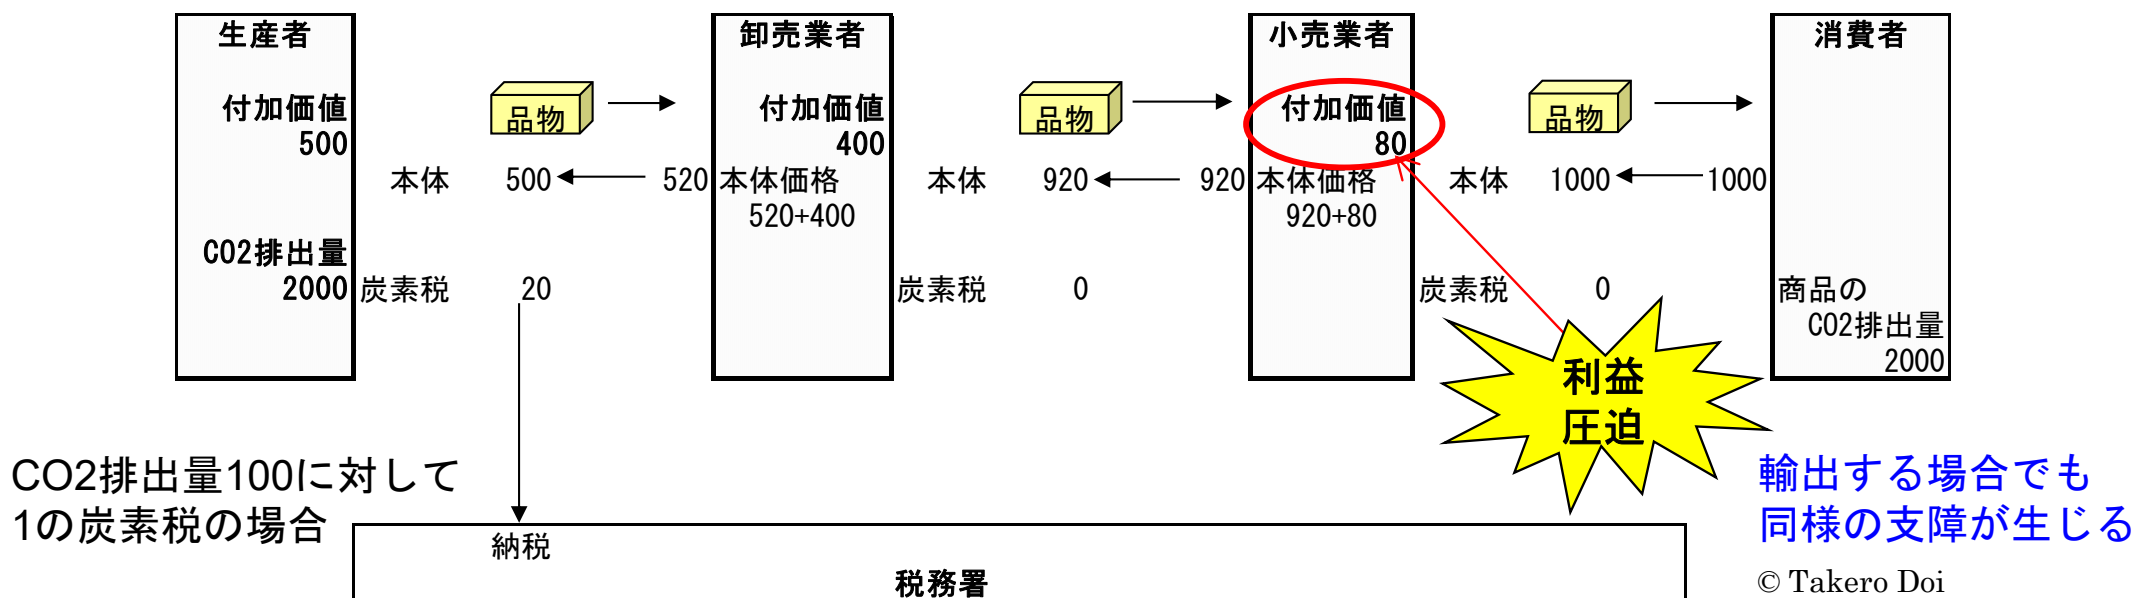 生産者
卸売業者
小売業者
消費者
付加価値
500
品物
付加価値
400
品物
付加価値
80
品物
本体 500 520 本体価格
520+400
本体 920 920 本体価格
920+80
本体 1000 1000
CO2排出量
2000
炭素税 20
炭素税 0
炭素税 0
商品の
CO2排出量
2000
利益
圧迫
CO2排出量100に対して
1の炭素税の場合
輸出する場合でも
同様の支障が生じる
納税
税務署
© Takero Doi